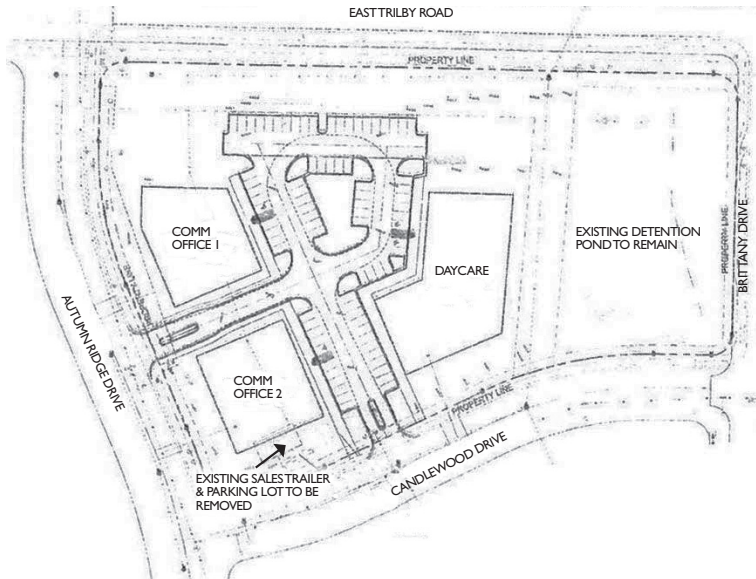 EAST TRILBY ROAD
PROPERTY LINE
COMM
OFFICE 1
DAYCARE
EXISTING DETENTION
POND TO REMAIN
PROPERTY LINE
BRITTANY DRIVE
AUTUMN RIDGE DRIVE
COMM
OFFICE 2
PROPERTY LINE
EXISTING SALES TRAILER
& PARKING LOT TO BE
REMOVED
CANDLEWOOD DRIVE